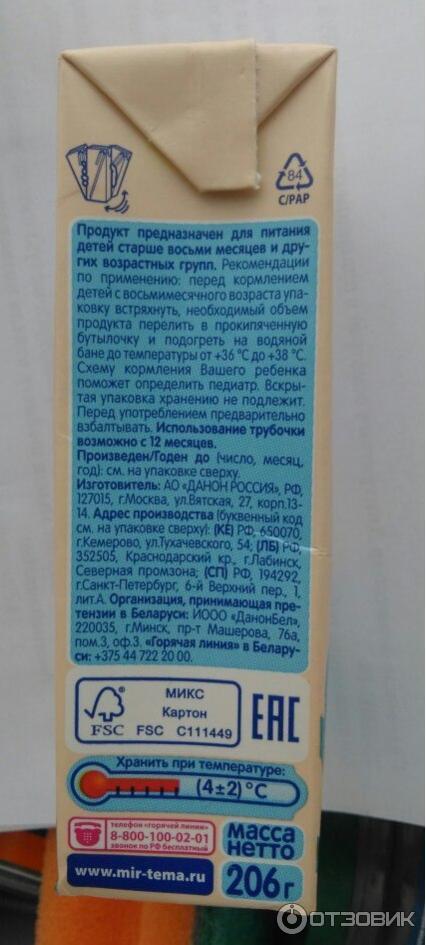 84
C/PAP
Продукт предназначен для питания
детей старше восьми месяцев и дру-
гих возрастных групп. Рекомендации
по применению: перед кормлением
детей с восьмимесячного возраста упа-
ковку встряхнуть, необходимый объем
продукта перелить в прокипяченную
бутылочку и подогреть на водяной
бане до температуры от +36 °С до +38 °С.
Схему кормления Вашего ребенка
поможет определить педиатр. Вскры-
тая упаковка хранению не подлежит.
Перед употреблением предварительно
взбалтывать. Использование трубочки
возможно с 12 месяцев.
Произведен/Годен до (число, месяц,
год): см. на упаковке сверху.
Изготовитель: АО «ДАНОН РОССИЯ», РФ,
127015, г.Москва, ул.Вятская, 27, корп.13-
14. Адрес производства (буквенный код
см. на упаковке сверху): (КЕ) РФ, 650070,
г.Кемерово, ул.Тухачевского, 54; (ЛБ) РФ,
352505, Краснодарский кр., г.Лабинск,
Северная промзона; (СП) РФ, 194292,
г.Санкт-Петербург, 6-й Верхний пер., 1,
лит.А. Организация, принимающая пре-
тензии в Беларуси: ИООО «ДанонБел»,
220035, г.Минск, пр-т Машерова, 76а,
пом.3, оф.3. «Горячая линия» в Белару-
си: +375 44 722 20 00.
FSC
МИКС
Картон
FSC C111449
EAC
Хранить при температуре:
(4±2)°С
телефон «горячей линии»
8-800-100-02-01
звонок по РФ бесплатный
www.mir-tema.ru
масса
нетто
206 г
ОТЗОВИК